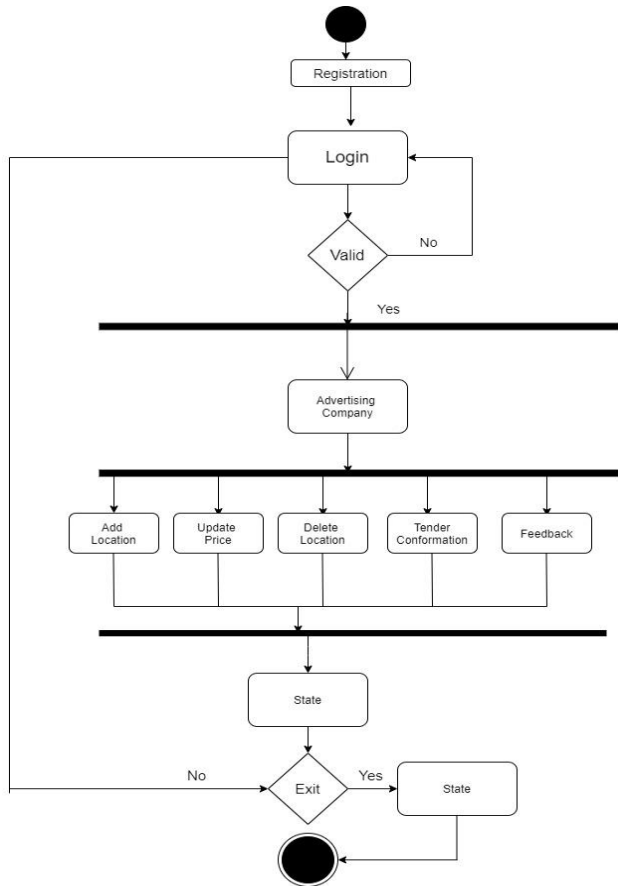 Registration
Login
Valid
No
Yes
Advertising
Company
Add
Location
Update
Price
Delete
Location
Tender
Conformation
Feedback
State
No
Exit
Yes
State